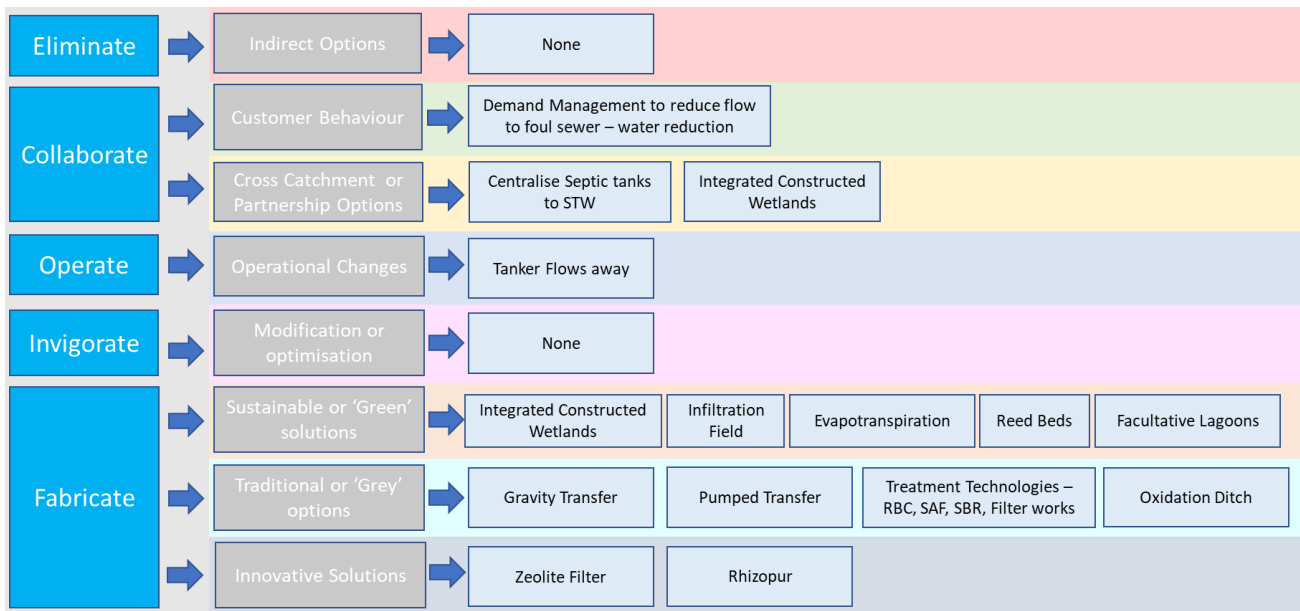 Eliminate
Indirect Options
None
Collaborate
Customer Behaviour
Demand Management to reduce flow
to foul sewer – water reduction
Cross Catchment or
Partnership Options
Centralise Septic tanks
to STW
Integrated Constructed
Wetlands
Operate
Operational Changes
Tanker Flows away
Invigorate
Modification or
optimisation
None
Fabricate
Sustainable or ‘Green’
solutions
Integrated Constructed
Wetlands
Infiltration
Field
Evapotranspiration
Reed Beds
Facultative Lagoons
Traditional or ‘Grey’
options
Gravity Transfer
Pumped Transfer
Treatment Technologies –
RBC, SAF, SBR, Filter works
Oxidation Ditch
Innovative Solutions
Zeolite Filter
Rhizopur